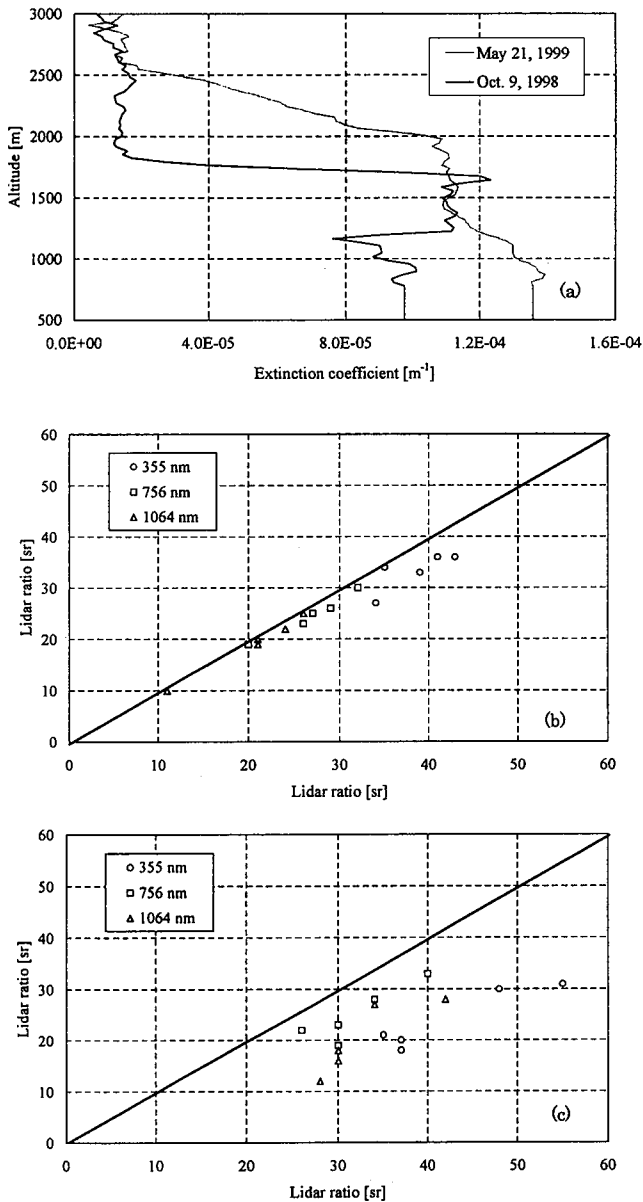 3000
2500
2000
1500
1000
500
Altitude [m]
May 21, 1999
Oct. 9, 1998
(a)
0.0E+00 4.0E-05 8.0E-05 1.2E-04 1.6E-04
Extinction coefficient [m-1]
60
50
40
30
20
10
0
Lidar ratio [sr]
355 nm
756 nm
1064 nm
(b)
0 10 20 30 40 50 60
Lidar ratio [sr]
60
50
40
30
20
10
0
Lidar ratio [sr]
355 nm
756 nm
1064 nm
(c)
0 10 20 30 40 50 60
Lidar ratio [sr]